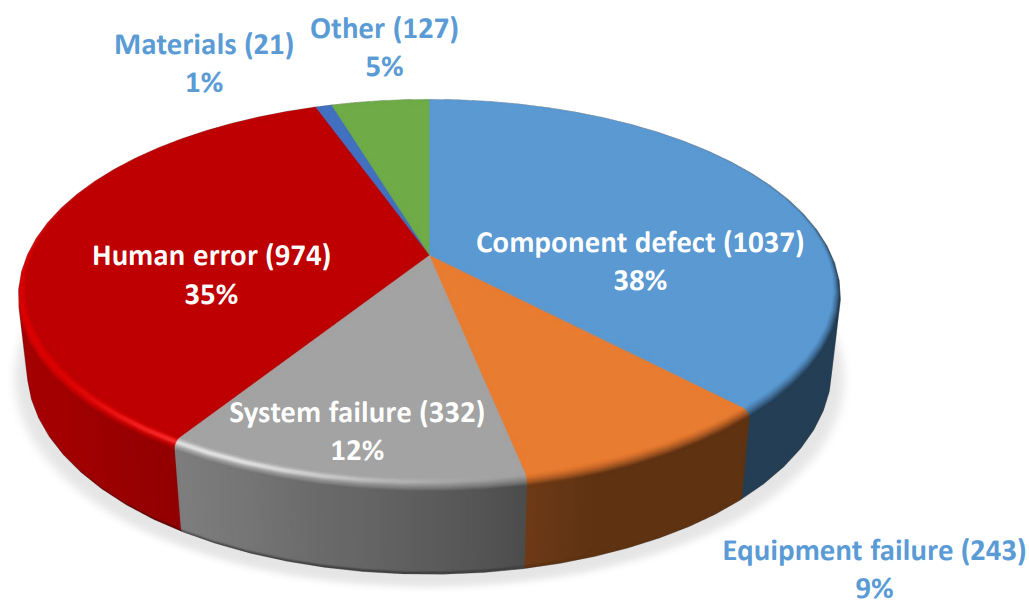 Materials (21)
1%
Other (127)
5%
Human error (974)
35%
Component defect (1037)
38%
System failure (332)
12%
Equipment failure (243)
9%